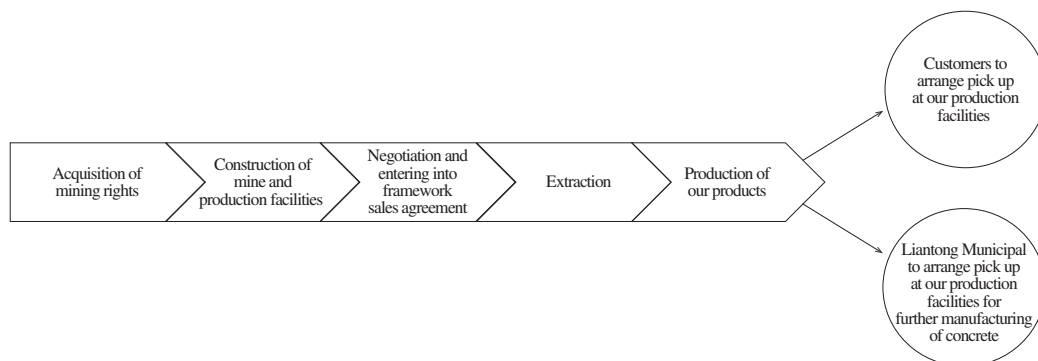 Customers to
arrange pick up
at our production
facilities
Acquisition of
mining rights
Construction of
mine and
production facilities
Negotiation and
entering into
framework
sales agreement
Extraction
Production of
our products
Liantong Municipal
to arrange pick up
at our production
facilities for
further manufacturing
of concrete